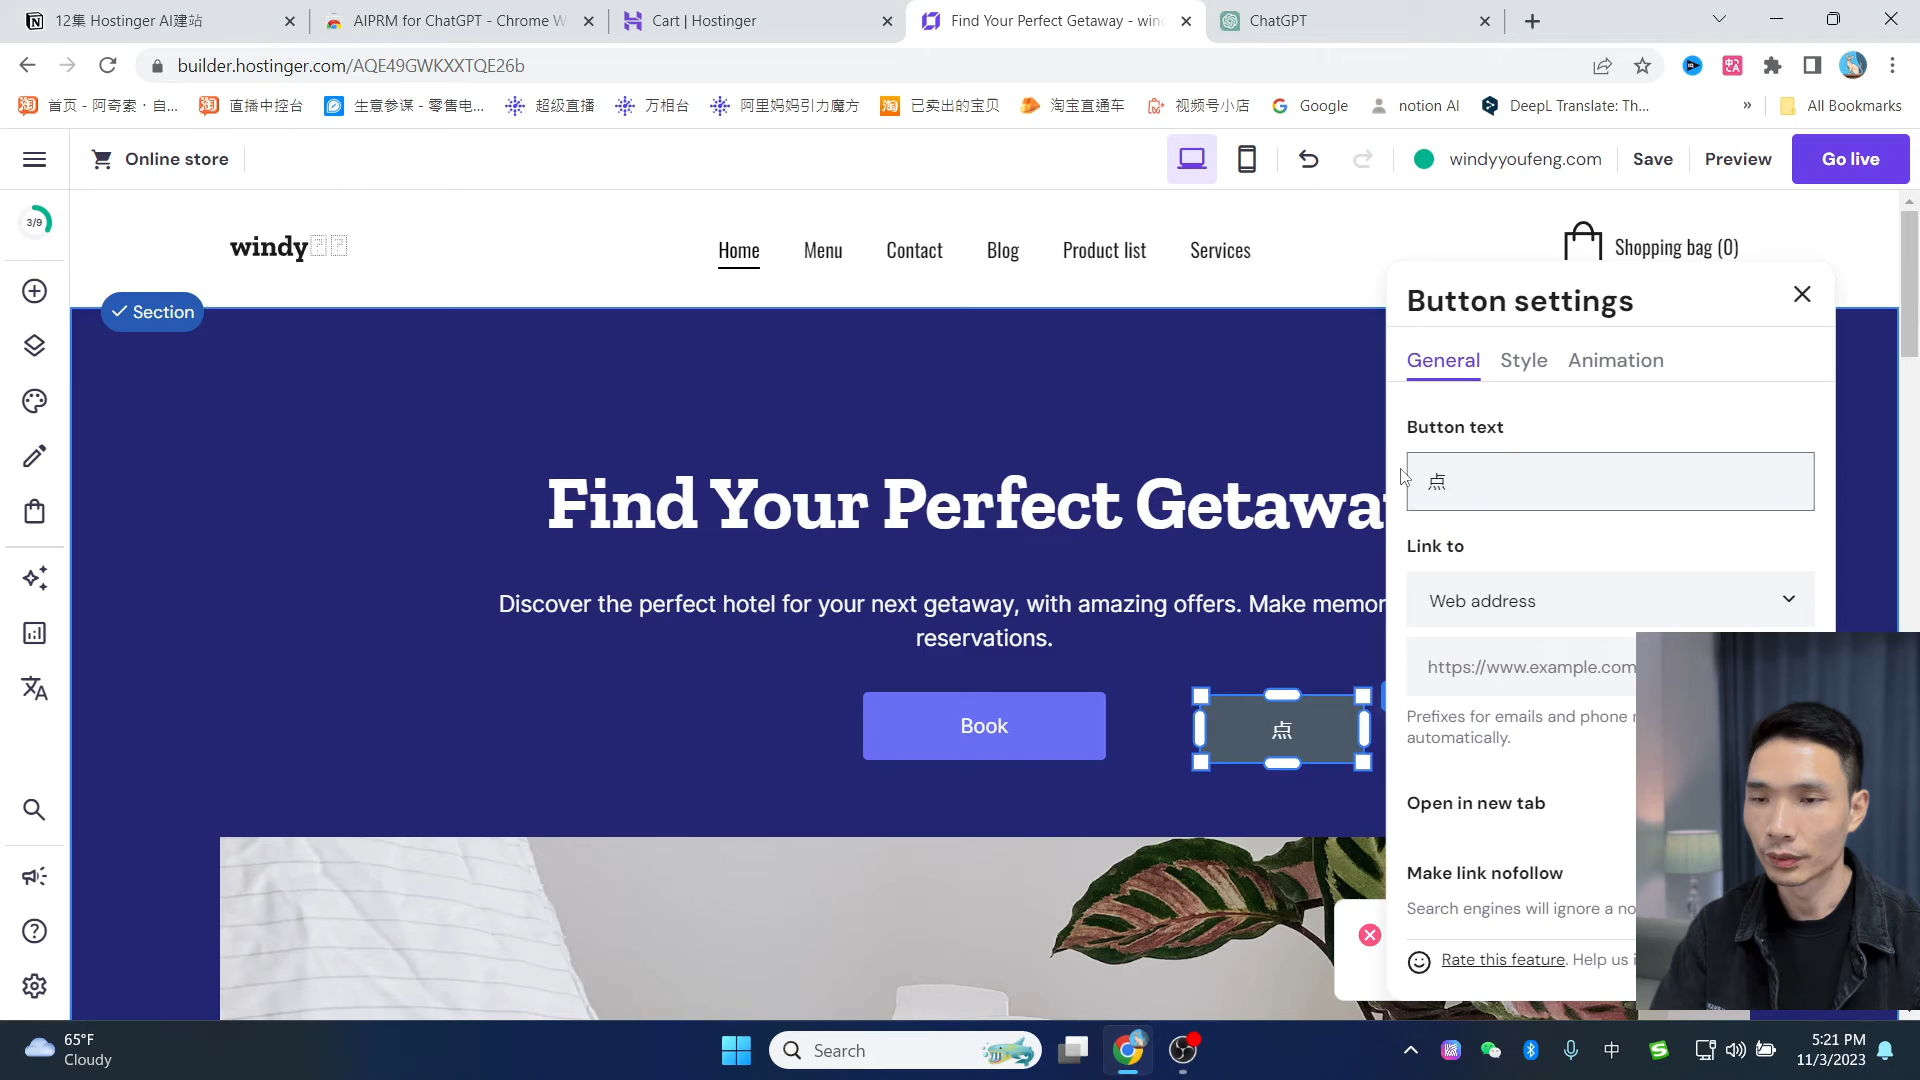 12集 Hostinger AI建站
AIPRM for ChatGPT - Chrome W
Cart | Hostinger
Find Your Perfect Getaway - winc
ChatGPT
builder.hostinger.com/AQE49GWKXXTQE26b
首页 - 阿奇索 · 自...
直播中控台
生意参谋 - 零售电...
超级直播
万相台
阿里妈妈引力魔方
已卖出的宝贝
淘宝直通车
视频号小店
Google
notion AI
DeepL Translate: Th...
»
All Bookmarks
Online store
windyyoufeng.com
Save
Preview
Go live
3/9
windy
Home
Menu
Contact
Blog
Product list
Services
Shopping bag (0)
Section
Button settings
General
Style
Animation
Button text
点
Link to
Web address
https://www.example.com
Prefixes for emails and phone
automatically.
Open in new tab
Make link nofollow
Search engines will ignore a no
Rate this feature. Help us
Find Your Perfect Getaway
Discover the perfect hotel for your next getaway, with amazing offers. Make memor
reservations.
Book
点
65°F
Cloudy
Search
中
5:21 PM
11/3/2023